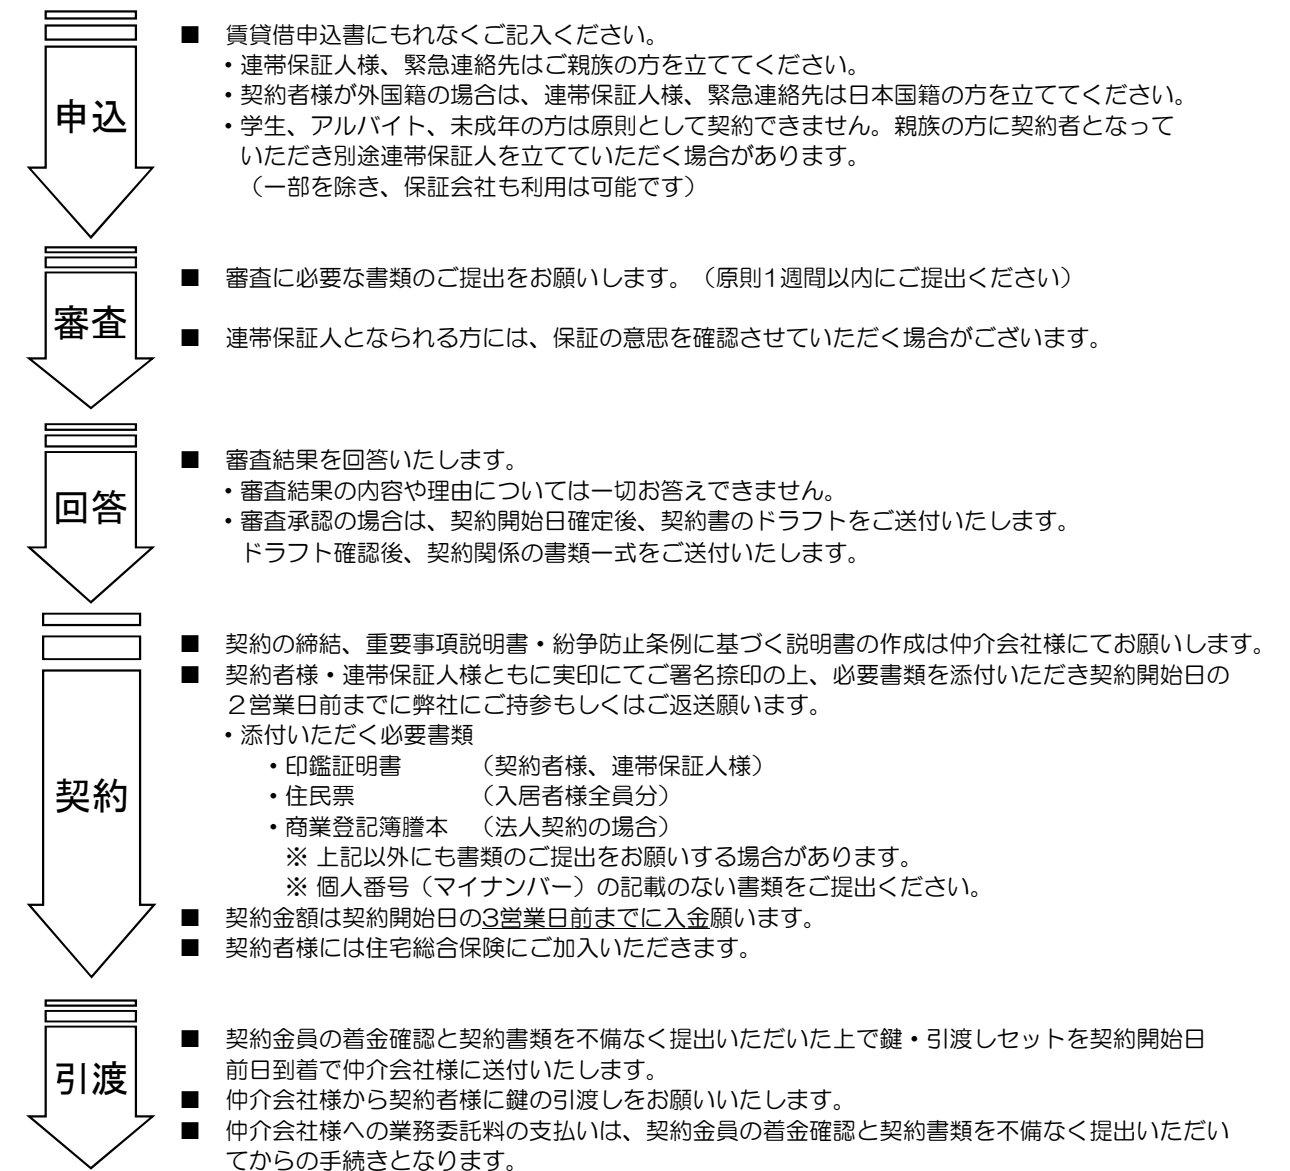 申込
■ 賃貸借申込書にもれなくご記入ください。
・連帯保証人様、緊急連絡先はご親族の方を立ててください。
・契約者様が外国籍の場合は、連帯保証人様、緊急連絡先は日本国籍の方を立ててください。
・学生、アルバイト、未成年の方は原則として契約できません。親族の方に契約者となって
いただき別途連帯保証人を立てていただく場合があります。
（一部を除き、保証会社も利用は可能です）
審査
■ 審査に必要な書類のご提出をお願いします。（原則1週間以内にご提出ください）
■ 連帯保証人となられる方には、保証の意思を確認させていただく場合がございます。
回答
■ 審査結果を回答いたします。
・審査結果の内容や理由については一切お答えできません。
・審査承認の場合は、契約開始日確定後、契約書のドラフトをご送付いたします。
ドラフト確認後、契約関係の書類一式をご送付いたします。
契約
■ 契約の締結、重要事項説明書・紛争防止条例に基づく説明書の作成は仲介会社様にてお願いします。
■ 契約者様・連帯保証人様ともに実印にてご署名捺印の上、必要書類を添付いただき契約開始日の
２営業日前までに弊社にご持参もしくはご返送願います。
・添付いただく必要書類
・印鑑証明書 （契約者様、連帯保証人様）
・住民票 （入居者様全員分）
・商業登記簿謄本 （法人契約の場合）
※ 上記以外にも書類のご提出をお願いする場合があります。
※ 個人番号（マイナンバー）の記載のない書類をご提出ください。
■ 契約金額は契約開始日の3営業日前までに入金願います。
■ 契約者様には住宅総合保険にご加入いただきます。
引渡
■ 契約金員の着金確認と契約書類を不備なく提出いただいた上で鍵・引渡しセットを契約開始日
前日到着で仲介会社様に送付いたします。
■ 仲介会社様から契約者様に鍵の引渡しをお願いいたします。
■ 仲介会社様への業務委託料の支払いは、契約金員の着金確認と契約書類を不備なく提出いただい
てからの手続きとなります。